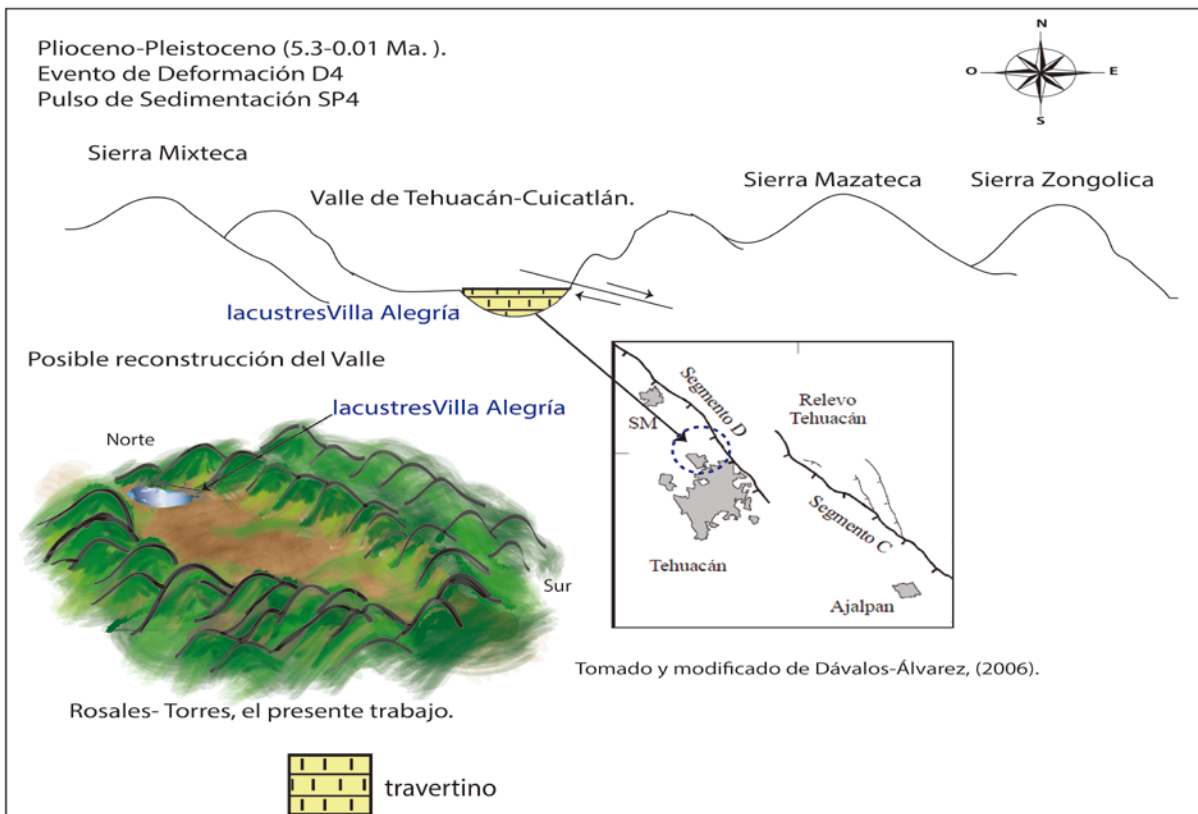 Plioceno-Pleistoceno (5.3-0.01 Ma. ).
Evento de Deformación D4
Pulso de Sedimentación SP4
N
O
E
S
Sierra Mixteca
Valle de Tehuacán-Cuicatlán.
Sierra Mazateca
Sierra Zongolica
lacustresVilla Alegría
Posible reconstrucción del Valle
lacustresVilla Alegría
Norte
Sur
Segmento D
SM
Relevo
Tehuacán
Segmento C
Tehuacán
Ajalpan
Tomado y modificado de Dávalos-Álvarez, (2006).
Rosales- Torres, el presente trabajo.
travertino